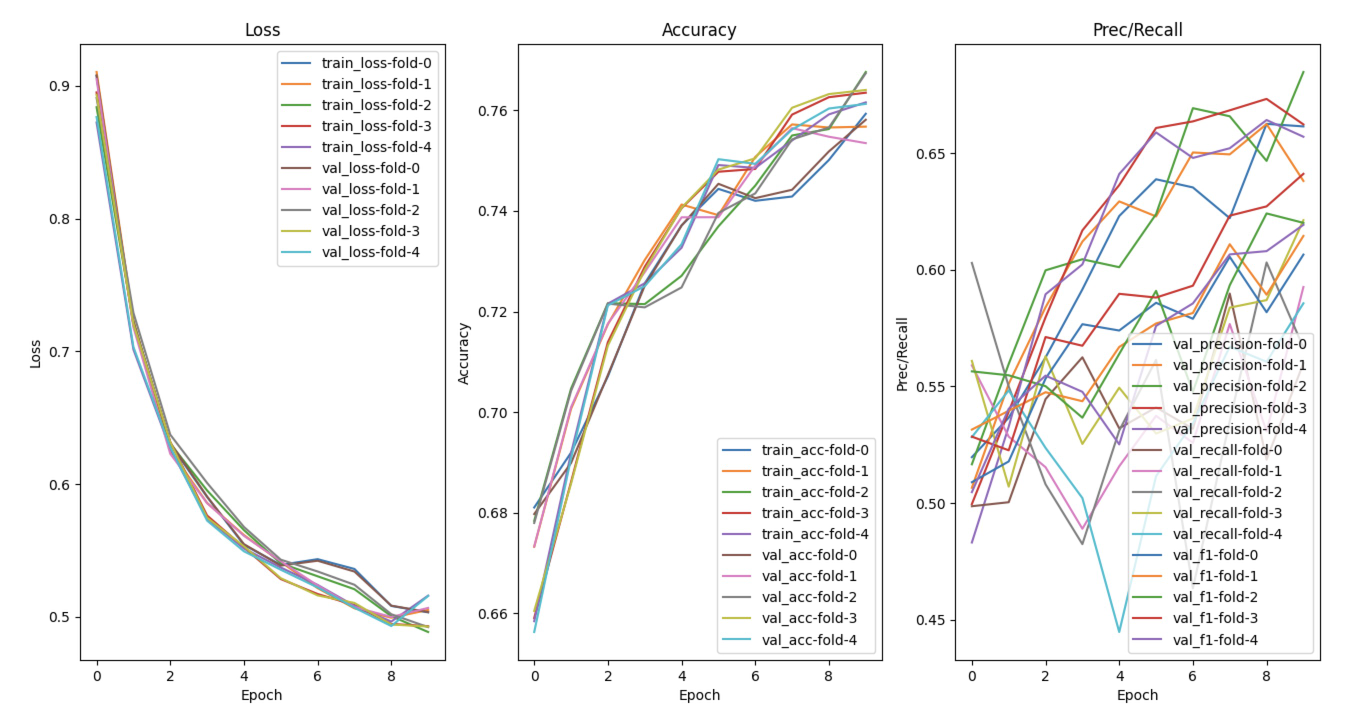 Loss
0.9
0.8
0.7
0.6
0.5
0
2
4
6
8
Epoch
Loss
train_loss-fold-0
train_loss-fold-1
train_loss-fold-2
train_loss-fold-3
train_loss-fold-4
val_loss-fold-0
val_loss-fold-1
val_loss-fold-2
val_loss-fold-3
val_loss-fold-4
Accuracy
0.76
0.74
0.72
0.70
0.68
0.66
0
2
4
6
8
Epoch
Accuracy
train_acc-fold-0
train_acc-fold-1
train_acc-fold-2
train_acc-fold-3
train_acc-fold-4
val_acc-fold-0
val_acc-fold-1
val_acc-fold-2
val_acc-fold-3
val_acc-fold-4
Prec/Recall
0.65
0.60
0.55
0.50
0.45
0
2
4
6
8
Epoch
Prec/Recall
val_precision-fold-0
val_precision-fold-1
val_precision-fold-2
val_precision-fold-3
val_precision-fold-4
val_recall-fold-0
val_recall-fold-1
val_recall-fold-2
val_recall-fold-3
val_recall-fold-4
val_f1-fold-0
val_f1-fold-1
val_f1-fold-2
val_f1-fold-3
val_f1-fold-4